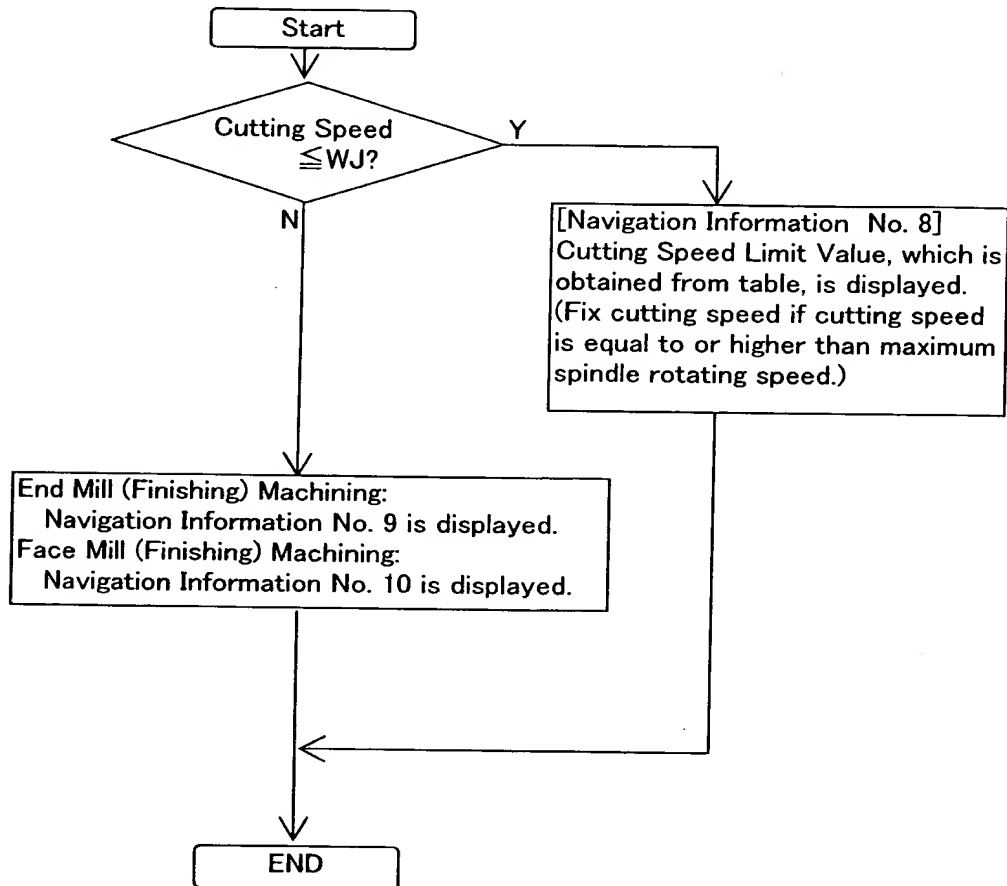 Start
Cutting Speed
≦WJ?
Y
N
[Navigation Information No. 8]
Cutting Speed Limit Value, which is
obtained from table, is displayed.
(Fix cutting speed if cutting speed
is equal to or higher than maximum
spindle rotating speed.)
End Mill (Finishing) Machining:
Navigation Information No. 9 is displayed.
Face Mill (Finishing) Machining:
Navigation Information No. 10 is displayed.
END